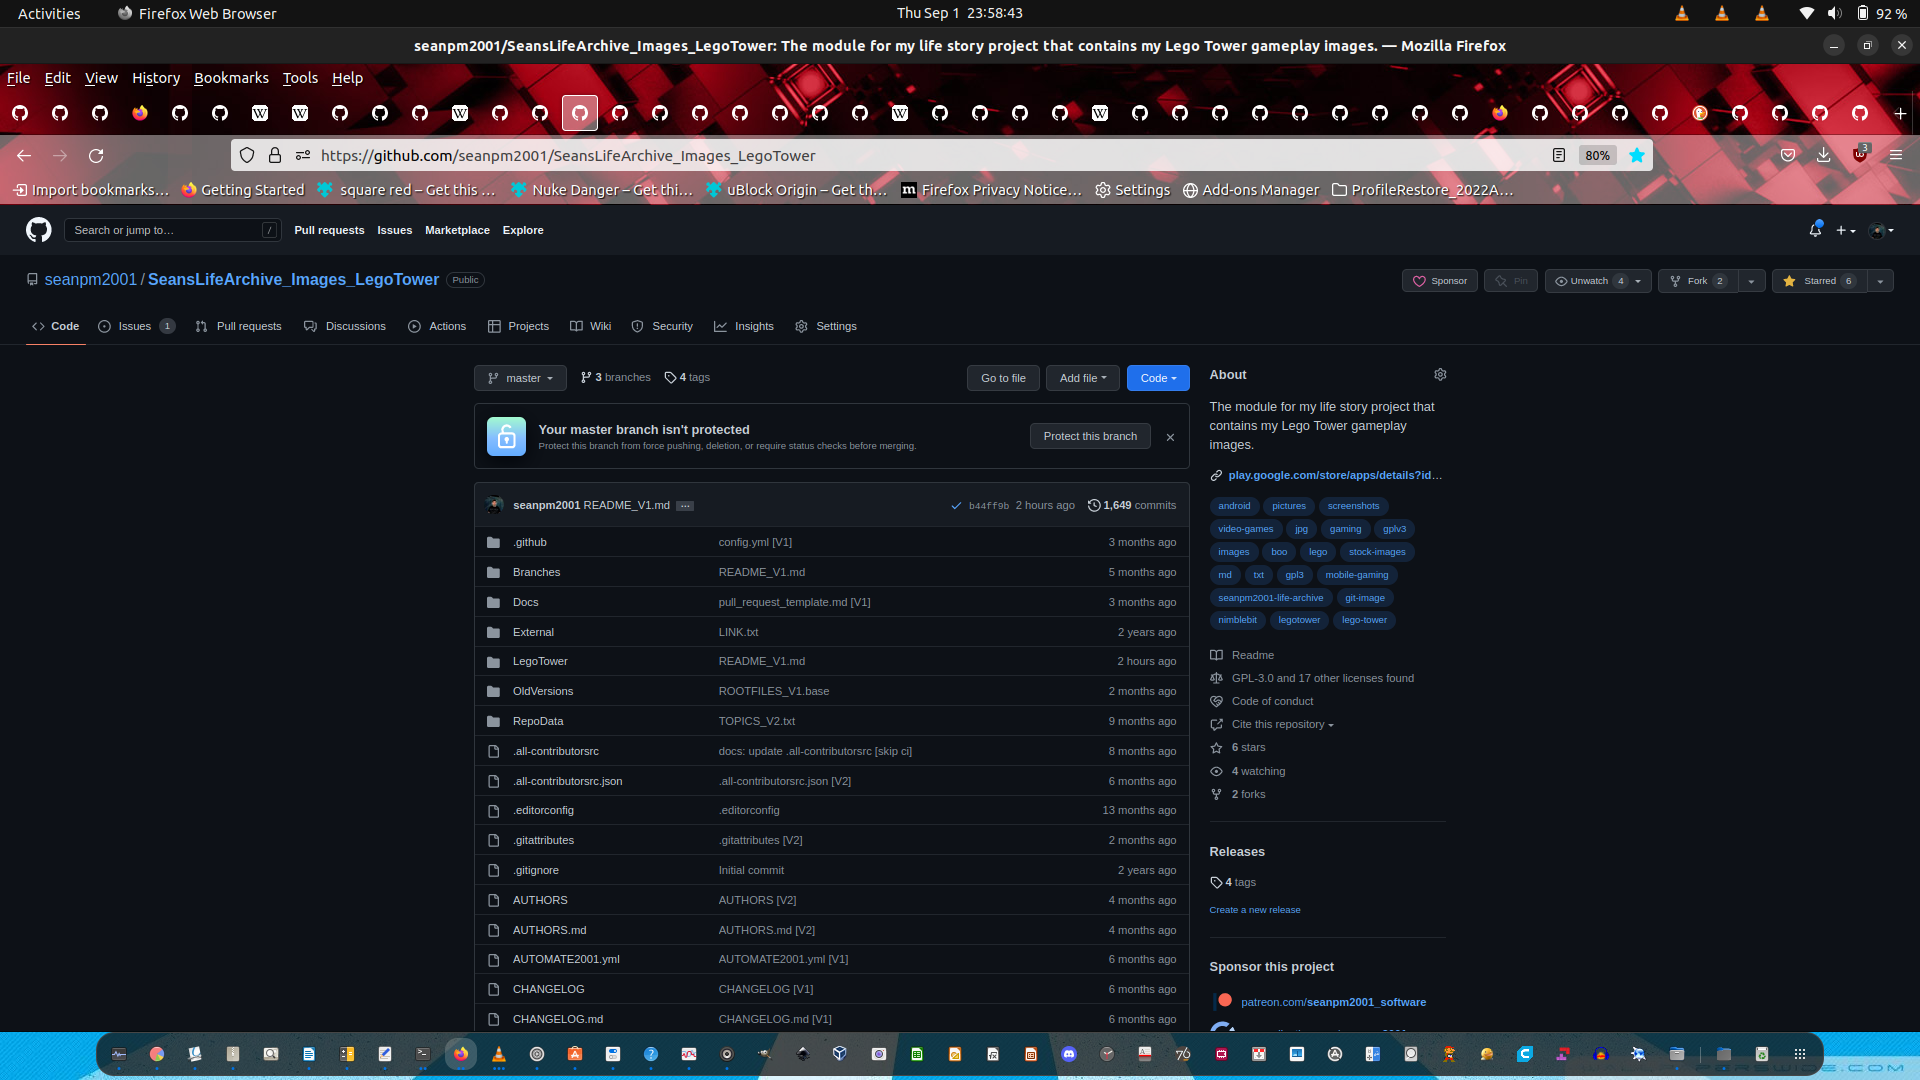 Activities Firefox Web Browser Thu Sep 1 23:58:43 92 %
seanpm2001/SeansLifeArchive_Images_LegoTower: The module for my life story project that contains my Lego Tower gameplay images. — Mozilla Firefox
File Edit View History Bookmarks Tools Help
https://github.com/seanpm2001/SeansLifeArchive_Images_LegoTower 80% 3
Import bookmarks… Getting Started square red – Get this … Nuke Danger – Get thi… uBlock Origin – Get th… Firefox Privacy Notice… Settings Add-ons Manager ProfileRestore_2022A…
Search or jump to… / Pull requests Issues Marketplace Explore
seanpm2001 / SeansLifeArchive_Images_LegoTower Public Sponsor Pin Unwatch 4 Fork 2 Starred 6
Code Issues 1 Pull requests Discussions Actions Projects Wiki Security Insights Settings
master 3 branches 4 tags Go to file Add file Code
Your master branch isn't protected
Protect this branch from force pushing, deletion, or require status checks before merging.
Protect this branch
seanpm2001 README_V1.md … b44ff9b 2 hours ago 1,649 commits
.github config.yml [V1] 3 months ago
Branches README_V1.md 5 months ago
Docs pull_request_template.md [V1] 3 months ago
External LINK.txt 2 years ago
LegoTower README_V1.md 2 hours ago
OldVersions ROOTFILES_V1.base 2 months ago
RepoData TOPICS_V2.txt 9 months ago
.all-contributorsrc docs: update .all-contributorsrc [skip ci] 8 months ago
.all-contributorsrc.json .all-contributorsrc.json [V2] 6 months ago
.editorconfig .editorconfig 13 months ago
.gitattributes .gitattributes [V2] 2 months ago
.gitignore Initial commit 2 years ago
AUTHORS AUTHORS [V2] 4 months ago
AUTHORS.md AUTHORS.md [V2] 4 months ago
AUTOMATE2001.yml AUTOMATE2001.yml [V1] 6 months ago
CHANGELOG CHANGELOG [V1] 6 months ago
CHANGELOG.md CHANGELOG.md [V1] 6 months ago
About
The module for my life story project that
contains my Lego Tower gameplay
images.
play.google.com/store/apps/details?id…
android pictures screenshots
video-games jpg gaming gplv3
images boo lego stock-images
md txt gpl3 mobile-gaming
seanpm2001-life-archive git-image
nimblebit legotower lego-tower
Readme
GPL-3.0 and 17 other licenses found
Code of conduct
Cite this repository
6 stars
4 watching
2 forks
Releases
4 tags
Create a new release
Sponsor this project
patreon.com/seanpm2001_software